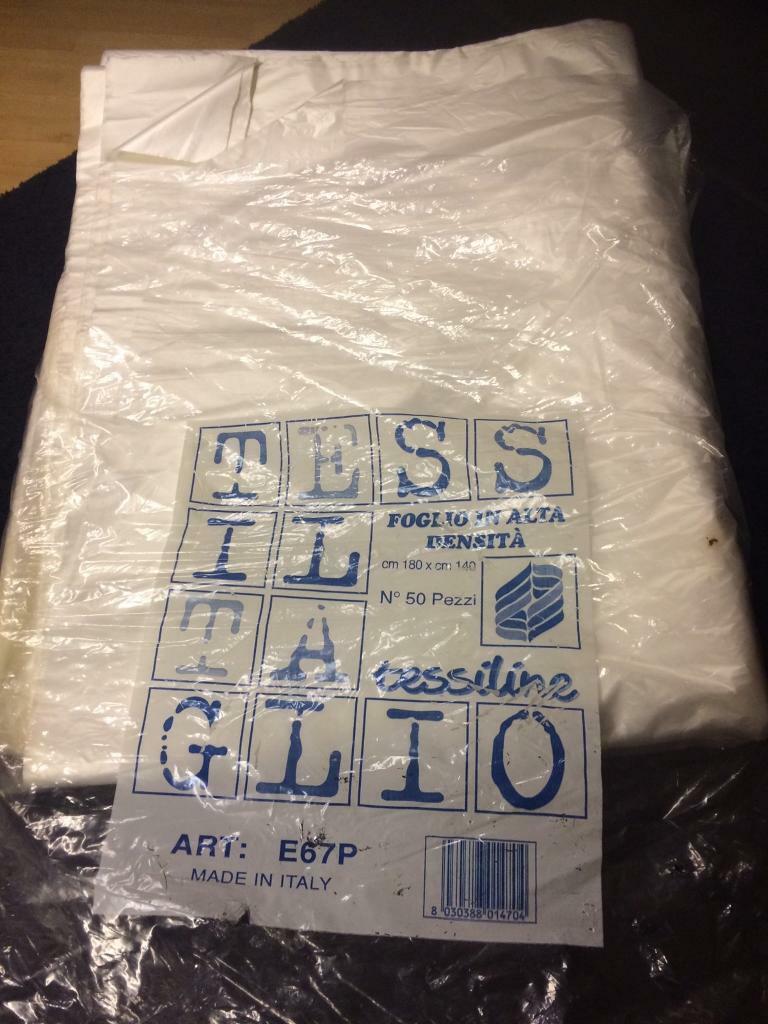 TESS
IL
FOGLIO IN ALTA
DENSITÀ
cm 180 x cm 140
N° 50 Pezzi
TA
tessiline
GLIO
ART: E67P
MADE IN ITALY
8 030388 014704